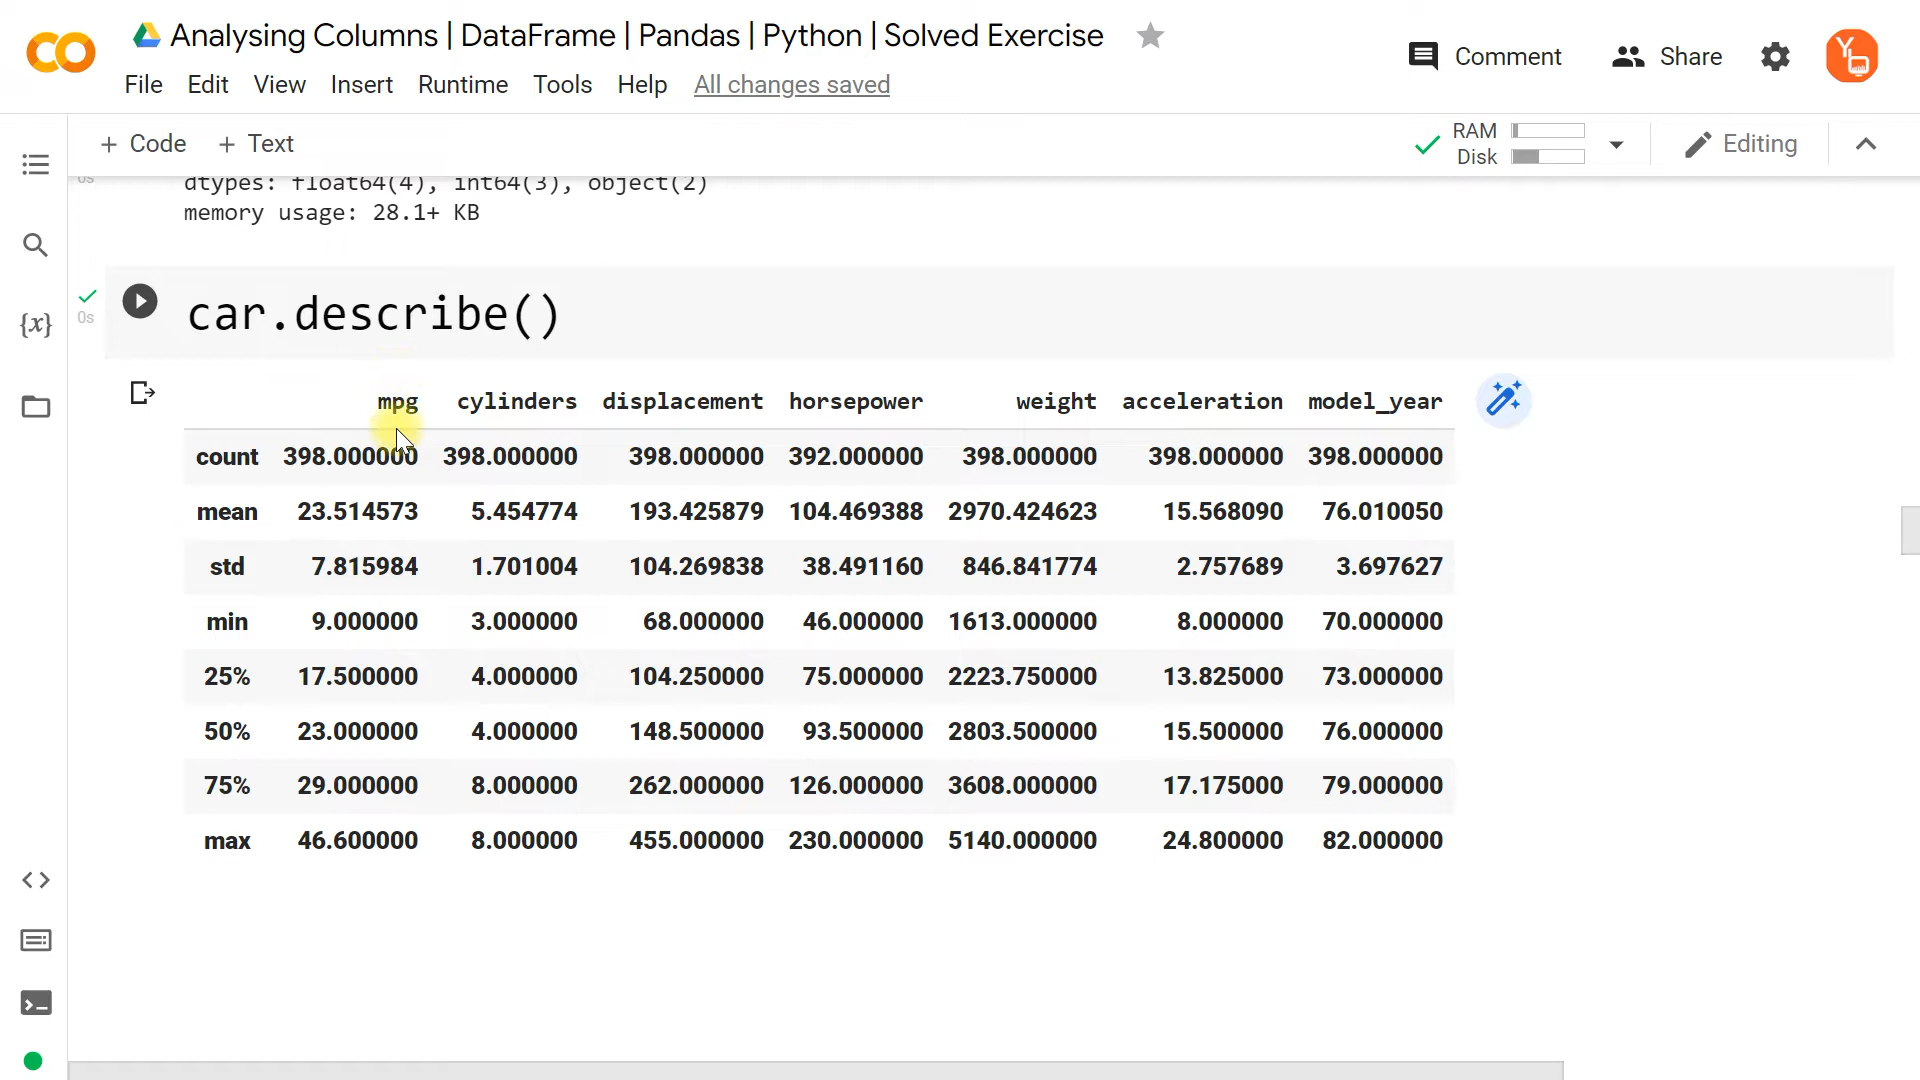 Analysing Columns | DataFrame | Pandas | Python | Solved Exercise
Comment
Share
File Edit View Insert Runtime Tools Help All changes saved
+ Code + Text
RAM
Disk
Editing
0s
dtypes: float64(4), int64(3), object(2)
memory usage: 28.1+ KB
{x}
0s
car.describe()
mpg cylinders displacement horsepower weight acceleration model_year
count 398.000000 398.000000 398.000000 392.000000 398.000000 398.000000 398.000000
mean 23.514573 5.454774 193.425879 104.469388 2970.424623 15.568090 76.010050
std 7.815984 1.701004 104.269838 38.491160 846.841774 2.757689 3.697627
min 9.000000 3.000000 68.000000 46.000000 1613.000000 8.000000 70.000000
25% 17.500000 4.000000 104.250000 75.000000 2223.750000 13.825000 73.000000
50% 23.000000 4.000000 148.500000 93.500000 2803.500000 15.500000 76.000000
75% 29.000000 8.000000 262.000000 126.000000 3608.000000 17.175000 79.000000
max 46.600000 8.000000 455.000000 230.000000 5140.000000 24.800000 82.000000